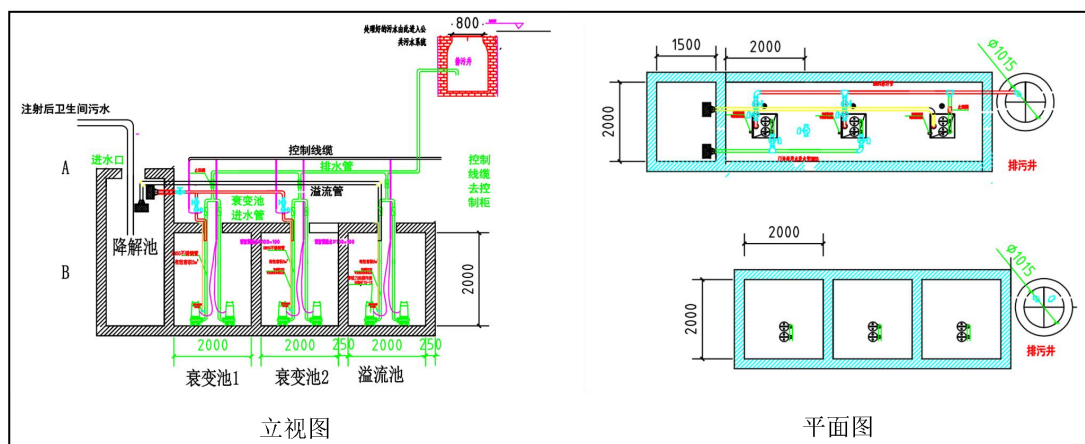 处理好的污水由此进入公
共污水系统
800
排污井
注射后卫生间污水
控制线缆
排水管
进水口
A
溢流管
衰变池
进水管
控制
线缆
去控
制柜
降解池
B
2000
2000
2000
250
2000
250
衰变池1
衰变池2
溢流池
立视图
1500
2000
Ø1015
2000
排污井
2000
Ø1015
2000
排污井
平面图